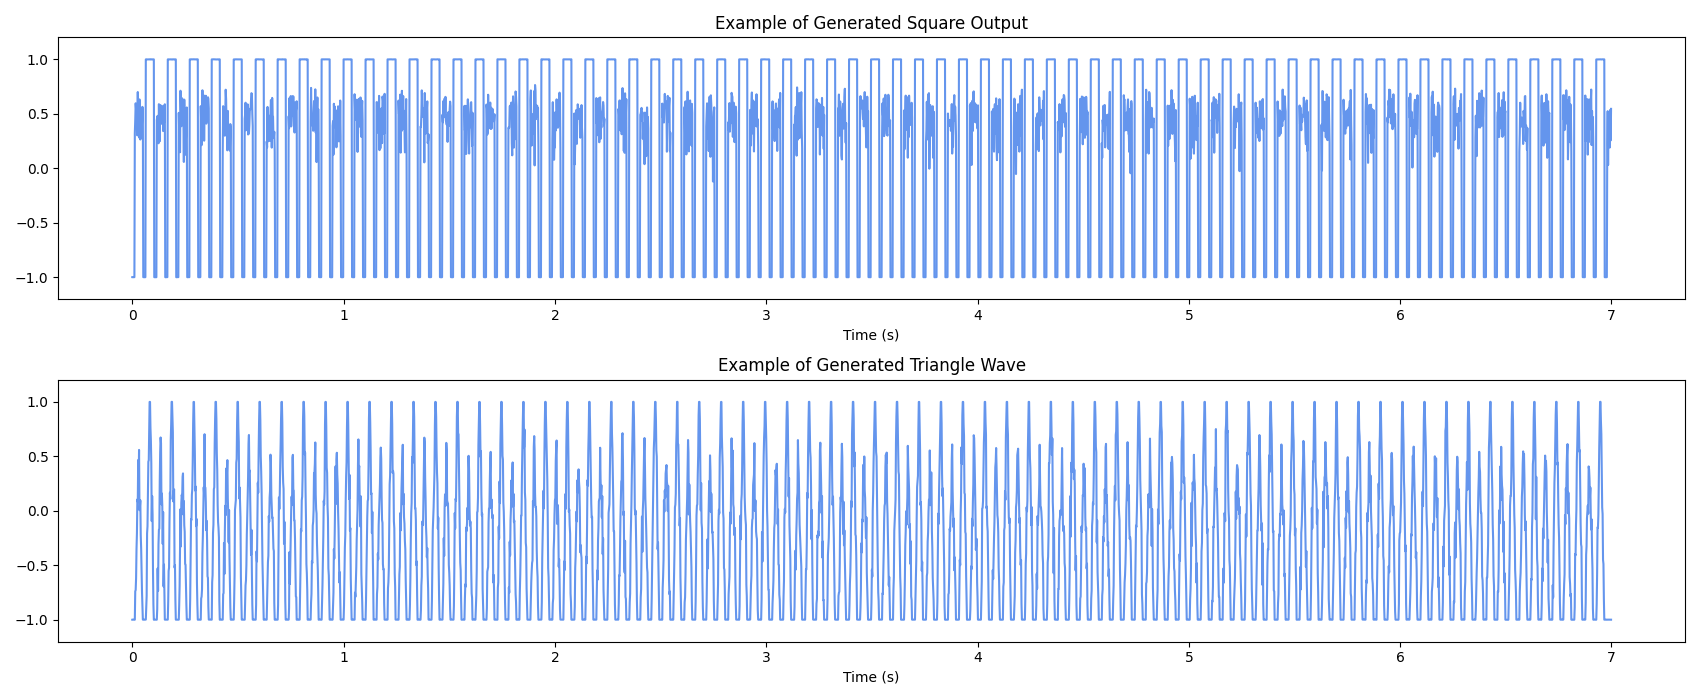 Example of Generated Square Output
1.0
0.5
0.0
−0.5
−1.0
0 1 2 3 4 5 6 7
Time (s)
Example of Generated Triangle Wave
1.0
0.5
0.0
−0.5
−1.0
0 1 2 3 4 5 6 7
Time (s)